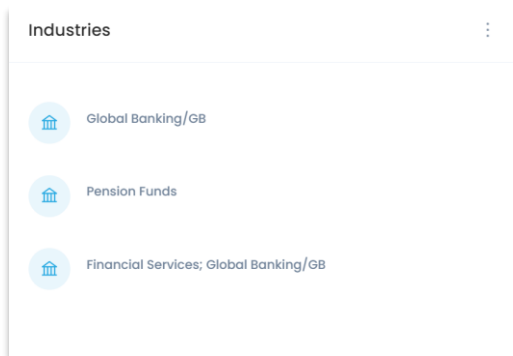 Industries
Global Banking/GB
Pension Funds
Financial Services; Global Banking/GB